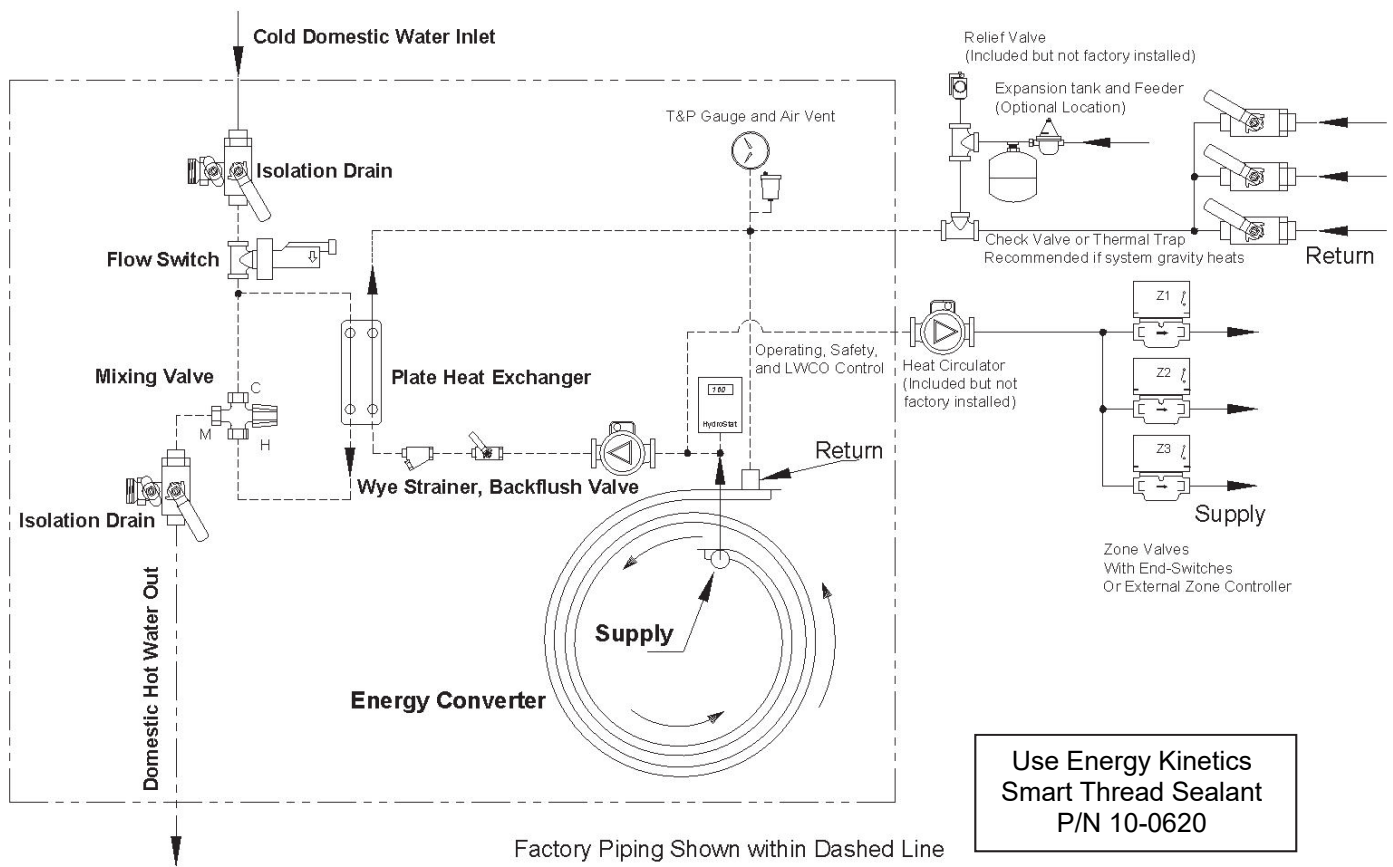 Cold Domestic Water Inlet
Relief Valve
(Included but not factory installed)
Expansion tank and Feeder
(Optional Location)
T&P Gauge and Air Vent
Isolation Drain
Flow Switch
Check Valve or Thermal Trap
Recommended if system gravity heats
Return
Z1
Operating, Safety,
and LWCO Control
Heat Circulator
(Included but not
factory installed)
Mixing Valve
C
M
H
Plate Heat Exchanger
180
HydroStat
Z2
Z3
Return
Wye Strainer, Backflush Valve
Isolation Drain
Supply
Zone Valves
With End-Switches
Or External Zone Controller
Domestic Hot Water Out
Supply
Energy Converter
Use Energy Kinetics
Smart Thread Sealant
P/N 10-0620
Factory Piping Shown within Dashed Line